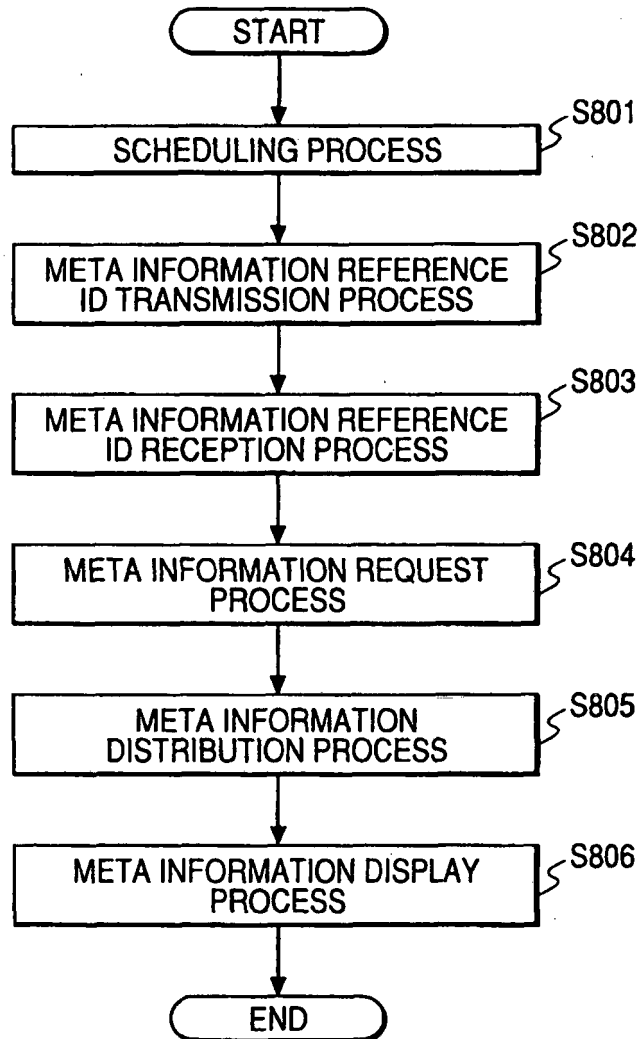 START
S801
SCHEDULING PROCESS
S802
META INFORMATION REFERENCE
ID TRANSMISSION PROCESS
S803
META INFORMATION REFERENCE
ID RECEPTION PROCESS
S804
META INFORMATION REQUEST
PROCESS
S805
META INFORMATION
DISTRIBUTION PROCESS
S806
META INFORMATION DISPLAY
PROCESS
END